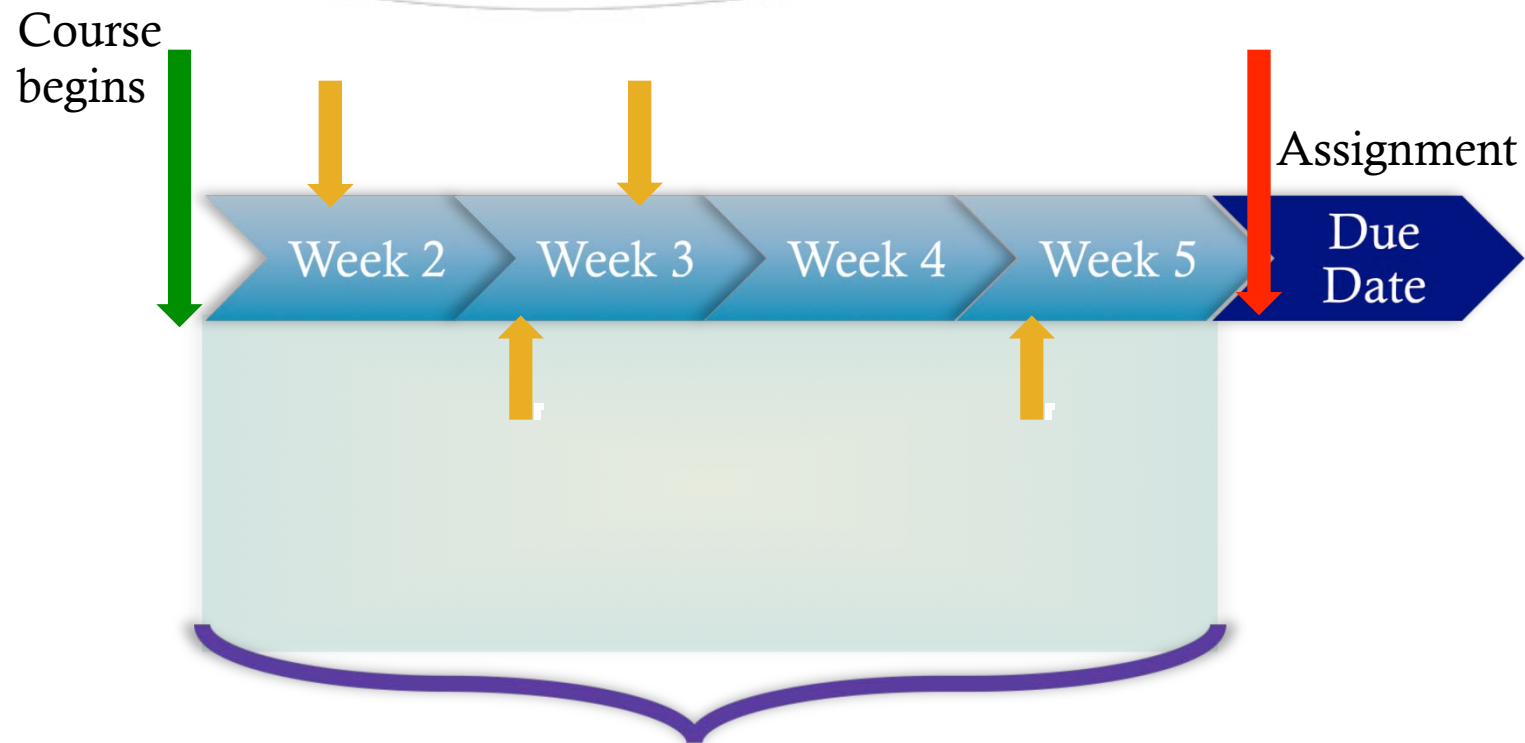 Course
begins
Assignment
Week 2
Week 3
Week 4
Week 5
Due
Date
r
r